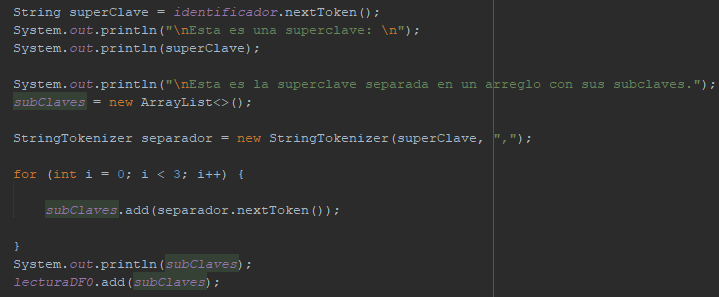 String superClave = identificador.nextToken();
System.out.println("\nEsta es una superclave: \n");
System.out.println(superClave);
System.out.println("\nEsta es la superclave separada en un arreglo con sus subclaves.");
subClaves = new ArrayList<>();
StringTokenizer separador = new StringTokenizer(superClave, ",");
for (int i = 0; i < 3; i++) {
subClaves.add(separador.nextToken());
}
System.out.println(subClaves);
lecturaDF0.add(subClaves);